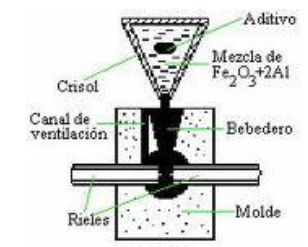 Aditivo
Mezcla de
Fe2O3+2Al
Crisol
Canal de
ventilación
Bebedero
Rieles
Molde